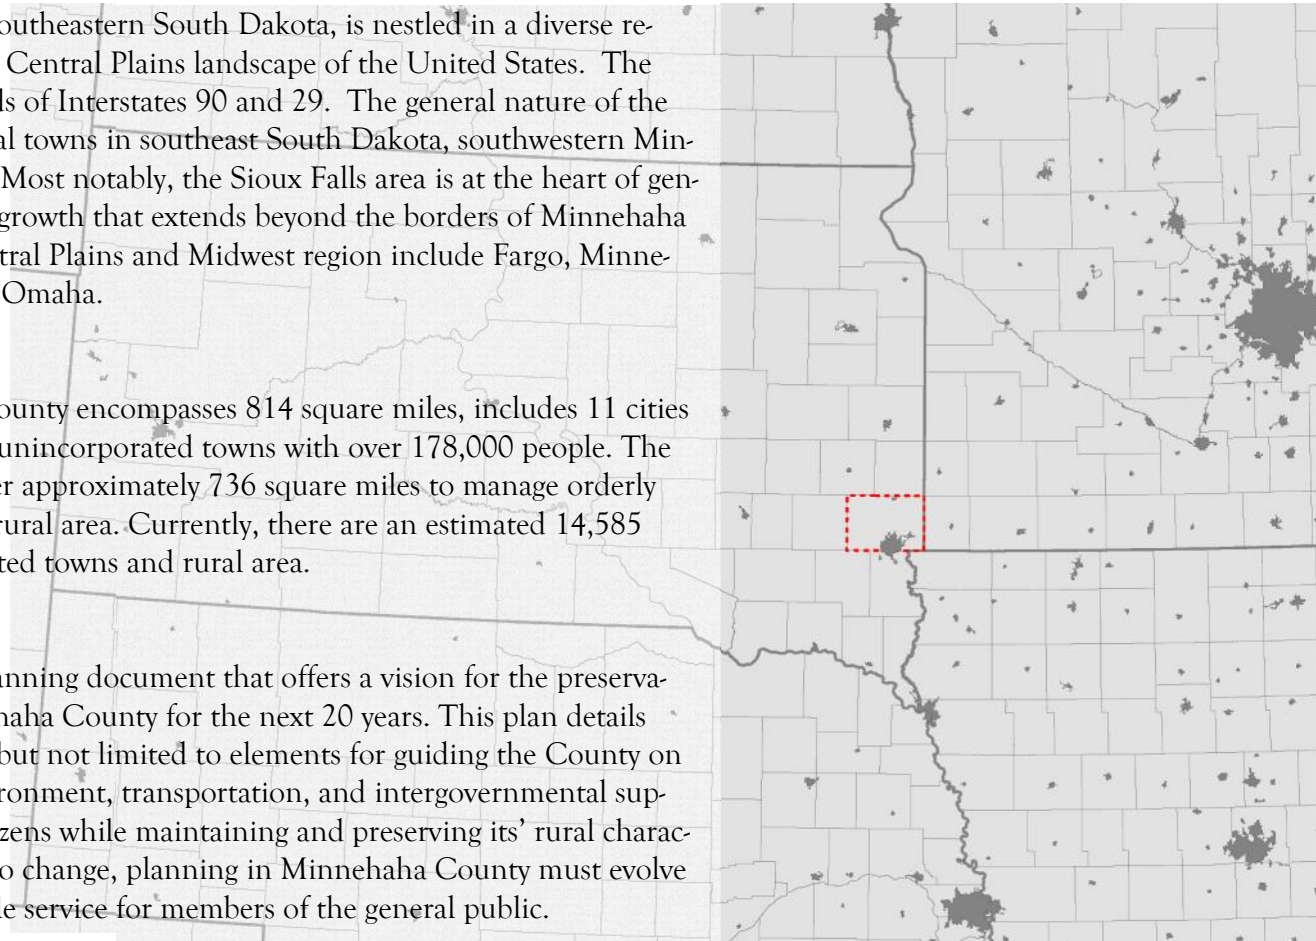 outheastern South Dakota, is nestled in a diverse re-
Central Plains landscape of the United States. The
ls of Interstates 90 and 29. The general nature of the
al towns in southeast South Dakota, southwestern Min-
Most notably, the Sioux Falls area is at the heart of gen-
growth that extends beyond the borders of Minnehaha
tral Plains and Midwest region include Fargo, Minne-
Omaha.
ounty encompasses 814 square miles, includes 11 cities
unincorporated towns with over 178,000 people. The
er approximately 736 square miles to manage orderly
rural area. Currently, there are an estimated 14,585
ted towns and rural area.
anning document that offers a vision for the preserva-
haha County for the next 20 years. This plan details
but not limited to elements for guiding the County on
ronment, transportation, and intergovernmental sup-
zens while maintaining and preserving its’ rural charac-
o change, planning in Minnehaha County must evolve
le service for members of the general public.